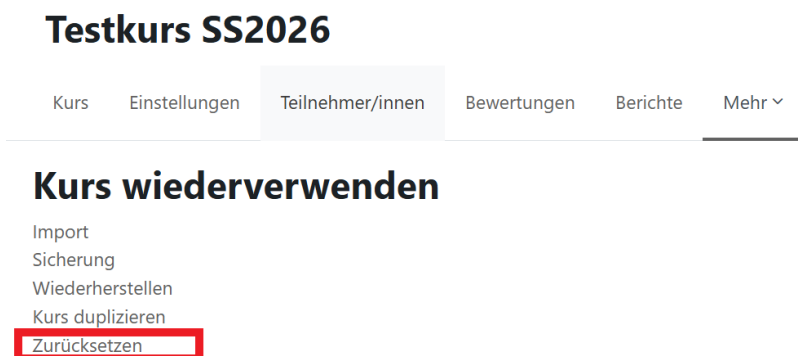 Testkurs SS2026
Kurs Einstellungen Teilnehmer/innen Bewertungen Berichte Mehr
Kurs wiederverwenden
Import
Sicherung
Wiederherstellen
Kurs duplizieren
Zurücksetzen